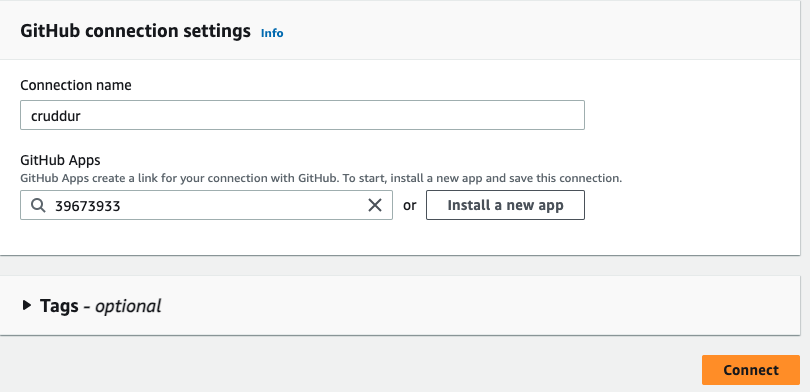 GitHub connection settings Info
Connection name
cruddur
GitHub Apps
GitHub Apps create a link for your connection with GitHub. To start, install a new app and save this connection.
39673933 or Install a new app
Tags - optional
Connect